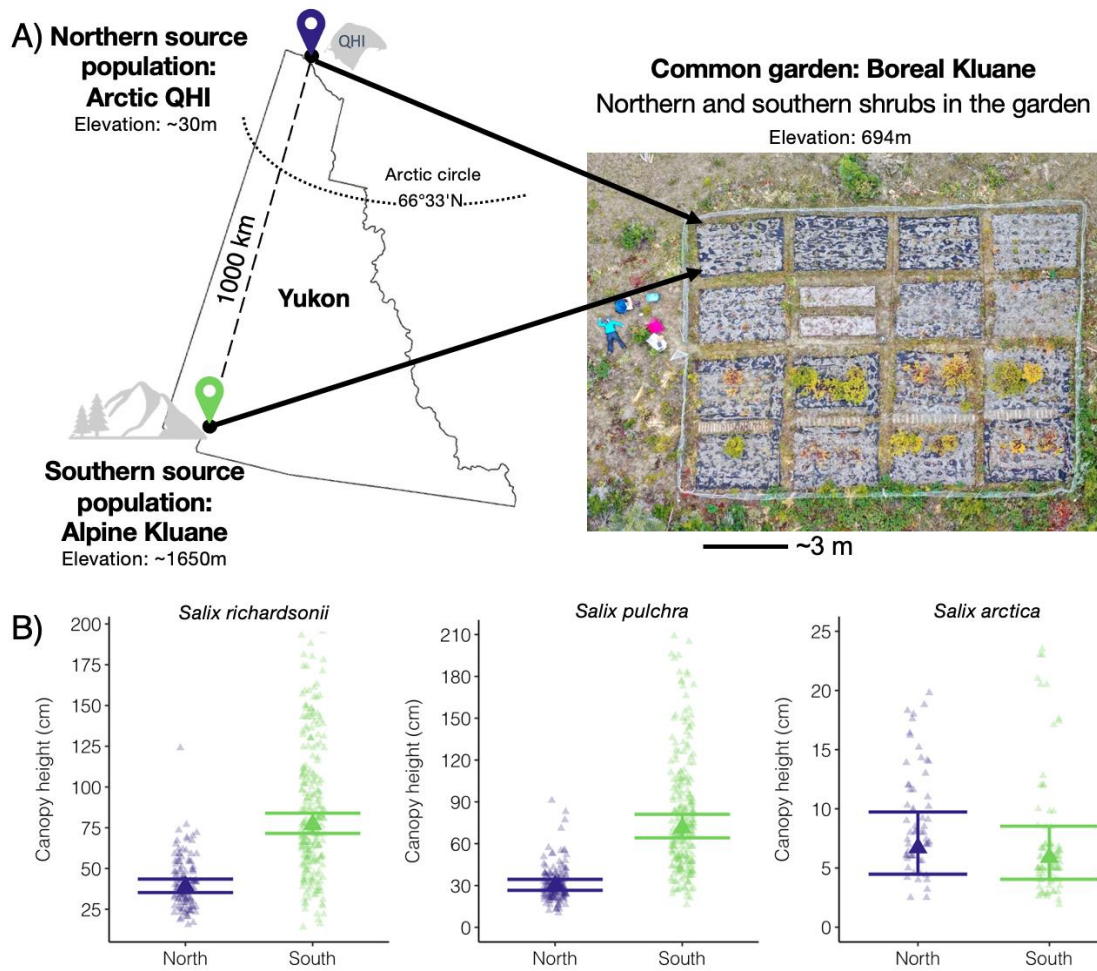 A)
Northern source
population:
Arctic QHI
Elevation: ~30m
QHI
Arctic circle
66°33'N
1000 km
Yukon
Southern source
population:
Alpine Kluane
Elevation: ~1650m
Common garden: Boreal Kluane
Northern and southern shrubs in the garden
Elevation: 694m
~3 m
B)
Salix richardsonii
Canopy height (cm)
200
175
150
125
100
75
50
25
North South
Salix pulchra
Canopy height (cm)
210
180
150
120
90
60
30
0
North South
Salix arctica
Canopy height (cm)
25
20
15
10
5
0
North South